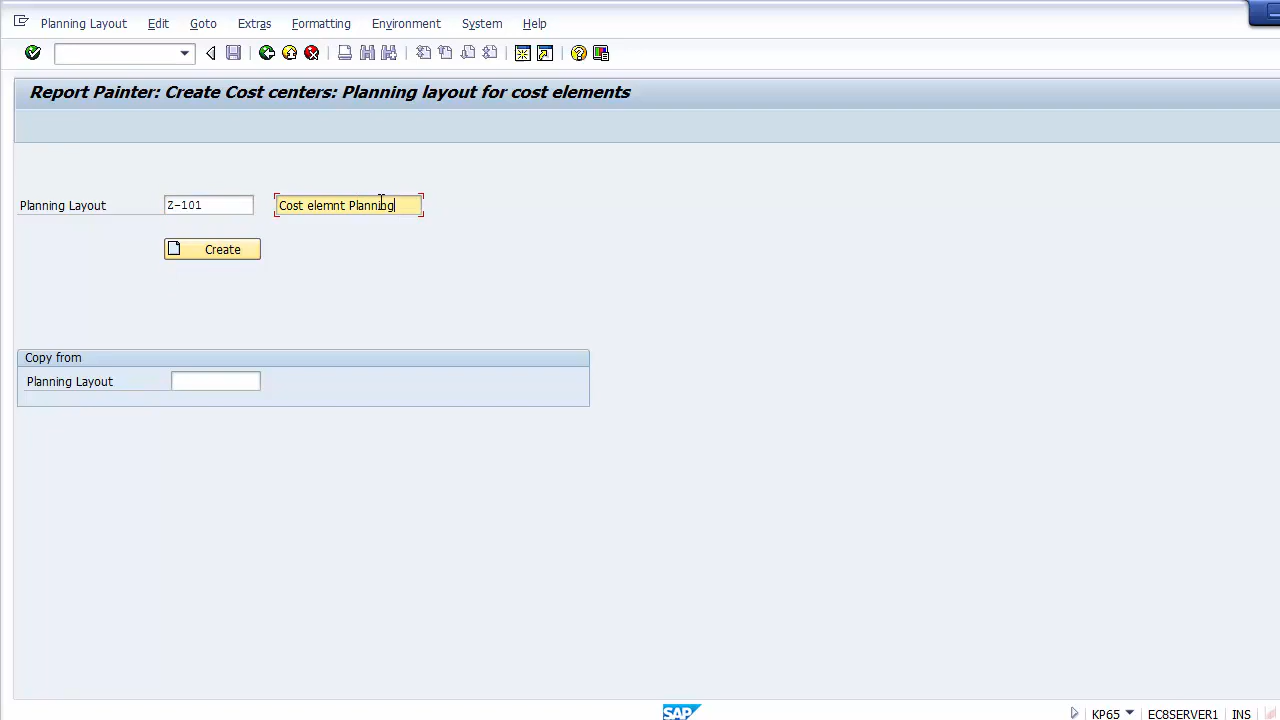 Planning Layout Edit Goto Extras Formatting Environment System Help
Report Painter: Create Cost centers: Planning layout for cost elements
Planning Layout Z-101 Cost elemnt Planning
Create
Copy from
Planning Layout
SAP K65 EC8SERVER1 INS